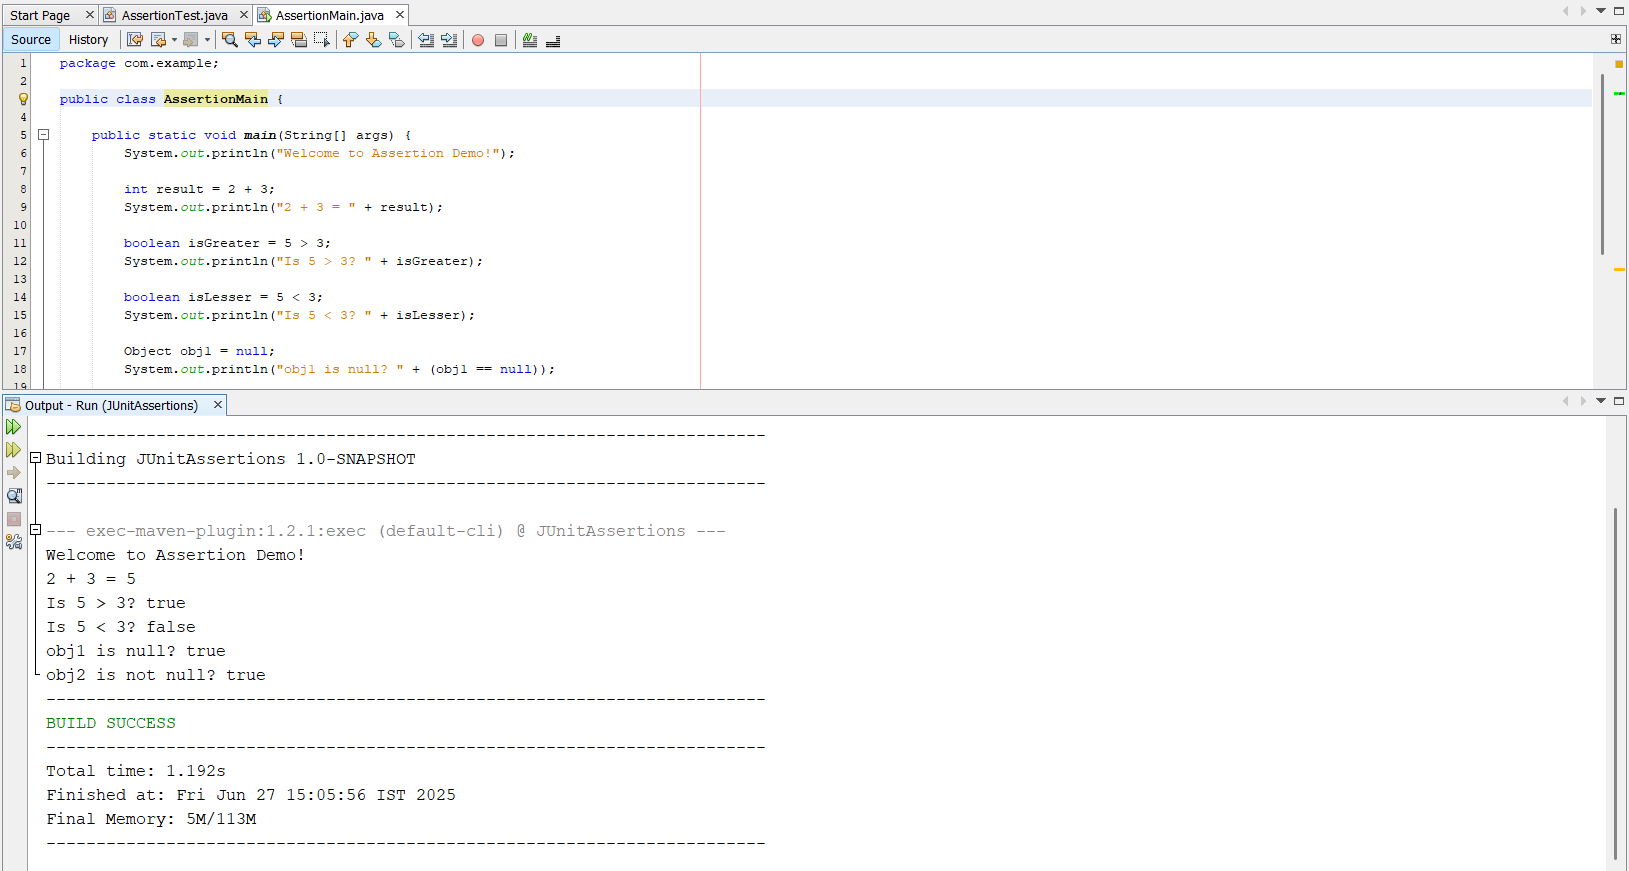 Start Page AssertionTest.java AssertionMain.java
Source History
1 package com.example;
2
public class AssertionMain {
4
5 public static void main(String[] args) {
6 System.out.println("Welcome to Assertion Demo!");
7
8 int result = 2 + 3;
9 System.out.println("2 + 3 = " + result);
10
11 boolean isGreater = 5 > 3;
12 System.out.println("Is 5 > 3? " + isGreater);
13
14 boolean isLesser = 5 < 3;
15 System.out.println("Is 5 < 3? " + isLesser);
16
17 Object obj1 = null;
18 System.out.println("obj1 is null? " + (obj1 == null));
19
Output - Run (JUnitAssertions)
------------------------------------------------------------------------
Building JUnitAssertions 1.0-SNAPSHOT
------------------------------------------------------------------------
--- exec-maven-plugin:1.2.1:exec (default-cli) @ JUnitAssertions ---
Welcome to Assertion Demo!
2 + 3 = 5
Is 5 > 3? true
Is 5 < 3? false
obj1 is null? true
obj2 is not null? true
------------------------------------------------------------------------
BUILD SUCCESS
------------------------------------------------------------------------
Total time: 1.192s
Finished at: Fri Jun 27 15:05:56 IST 2025
Final Memory: 5M/113M
------------------------------------------------------------------------